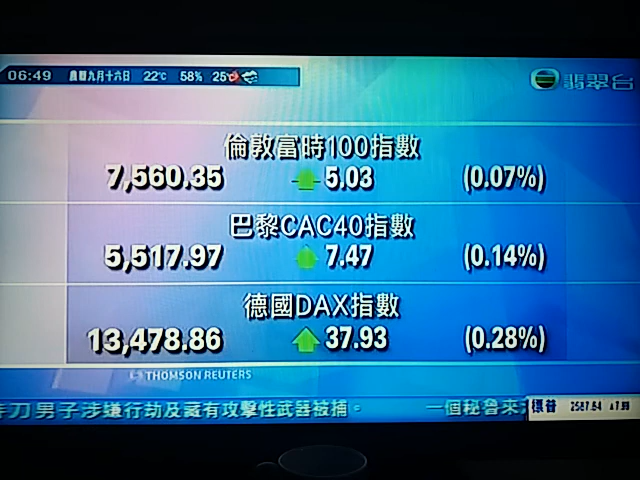 06:49 農曆九月十六日 22℃ 58% 25℃
翡翠台
倫敦富時100指數
7,560.35 5.03 (0.07%)
巴黎CAC40指數
5,517.97 7.47 (0.14%)
德國DAX指數
13,478.86 37.93 (0.28%)
THOMSON REUTERS
刀男子涉嫌行劫及藏有攻擊性武器被捕。 一個秘魯來
標普 2587.84